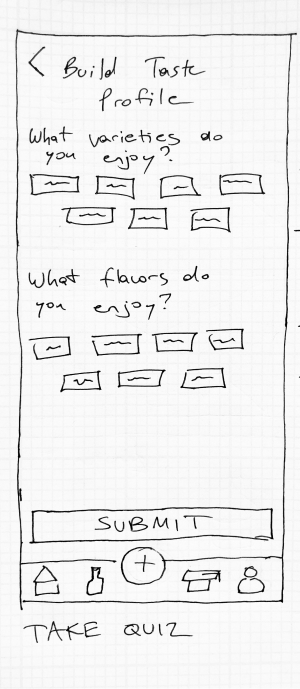 Build Taste
Profile
What varieties do
you enjoy?
What flavors do
you enjoy?
SUBMIT
TAKE QUIZ